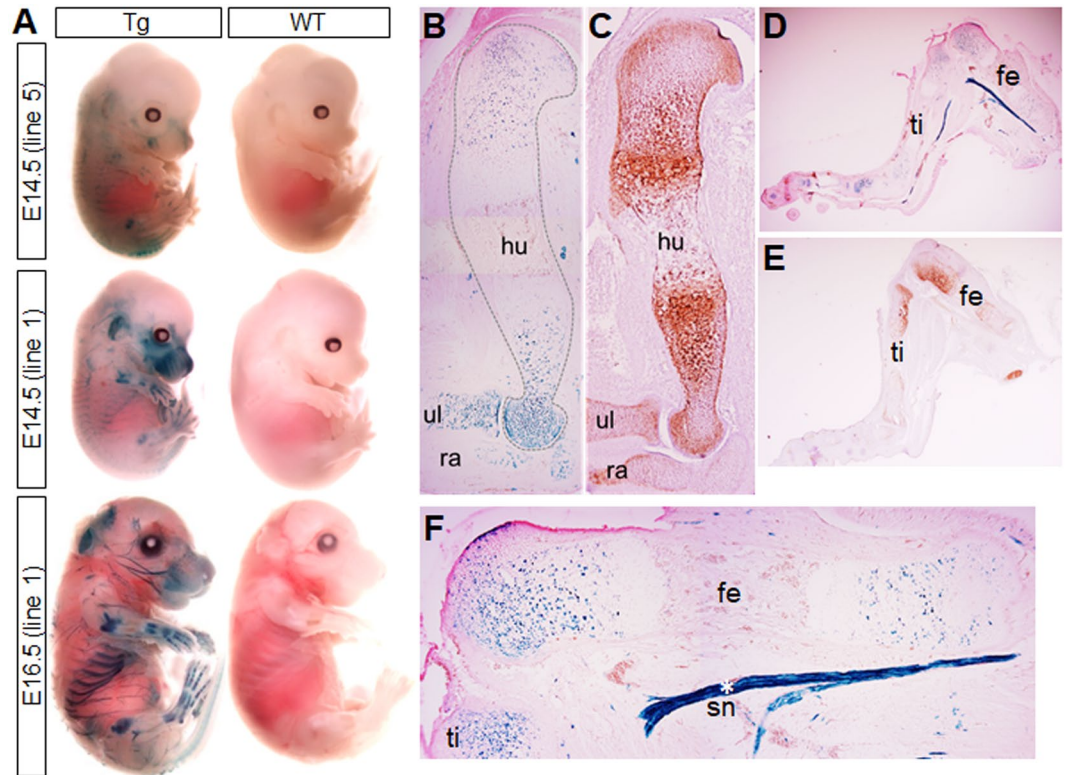 A
Tg
WT
E14.5 (line 5)
E14.5 (line 1)
E16.5 (line 1)
B
hu
ul
ra
C
hu
ul
ra
D
fe
ti
E
fe
ti
F
fe
*
sn
ti